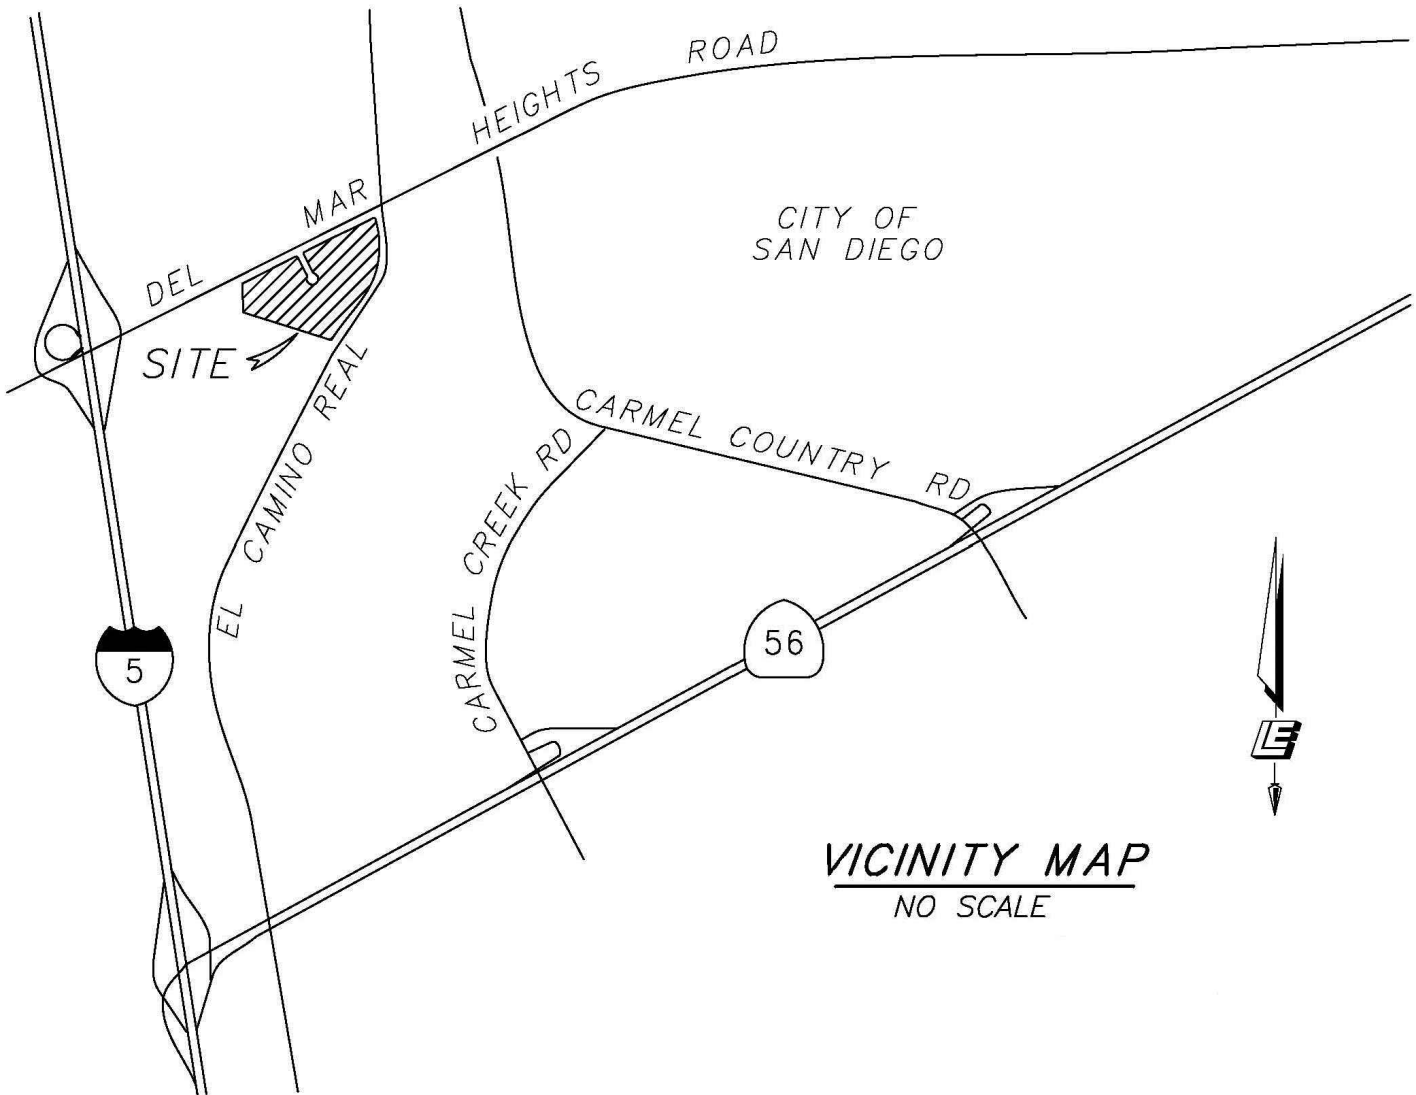 DEL MAR HEIGHTS ROAD
CITY OF
SAN DIEGO
SITE
EL CAMINO REAL
CARMEL COUNTRY RD
CARMEL CREEK RD
5
56
LE
VICINITY MAP
NO SCALE